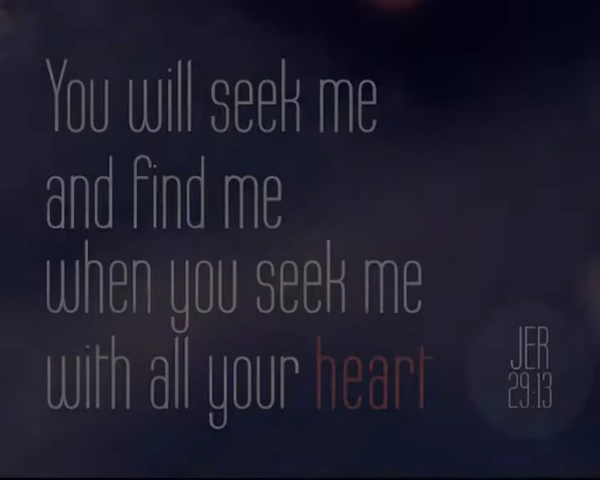 You will seek me
and find me
when you seek me
with all your heart
JER
29:13